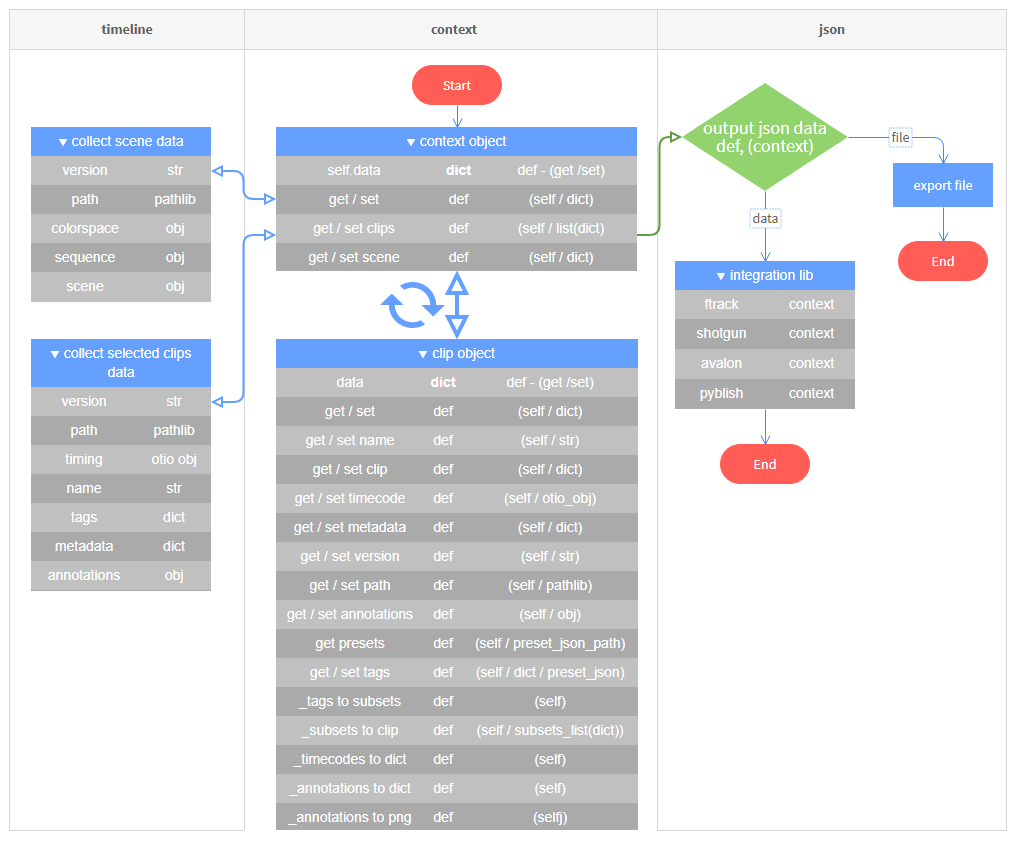 timeline
context
json
▼ collect scene data
version str
path pathlib
colorspace obj
sequence obj
scene obj
▼ collect selected clips
data
version str
path pathlib
timing otio obj
name str
tags dict
metadata dict
annotations obj
Start
▼ context object
self.data dict def - (get /set)
get / set def (self / dict)
get / set clips def (self / list(dict)
get / set scene def (self / dict)
▼ clip object
data dict def - (get /set)
get / set def (self / dict)
get / set name def (self / str)
get / set clip def (self / dict)
get / set timecode def (self / otio_obj)
get / set metadata def (self / dict)
get / set version def (self / str)
get / set path def (self / pathlib)
get / set annotations def (self / obj)
get presets def (self / preset_json_path)
get / set tags def (self / dict / preset_json)
_tags to subsets def (self)
_subsets to clip def (self / subsets_list(dict))
_timecodes to dict def (self)
_annotations to dict def (self)
_annotations to png def (selfj)
output json data
def, (context)
file
export file
End
data
▼ integration lib
ftrack context
shotgun context
avalon context
pyblish context
End